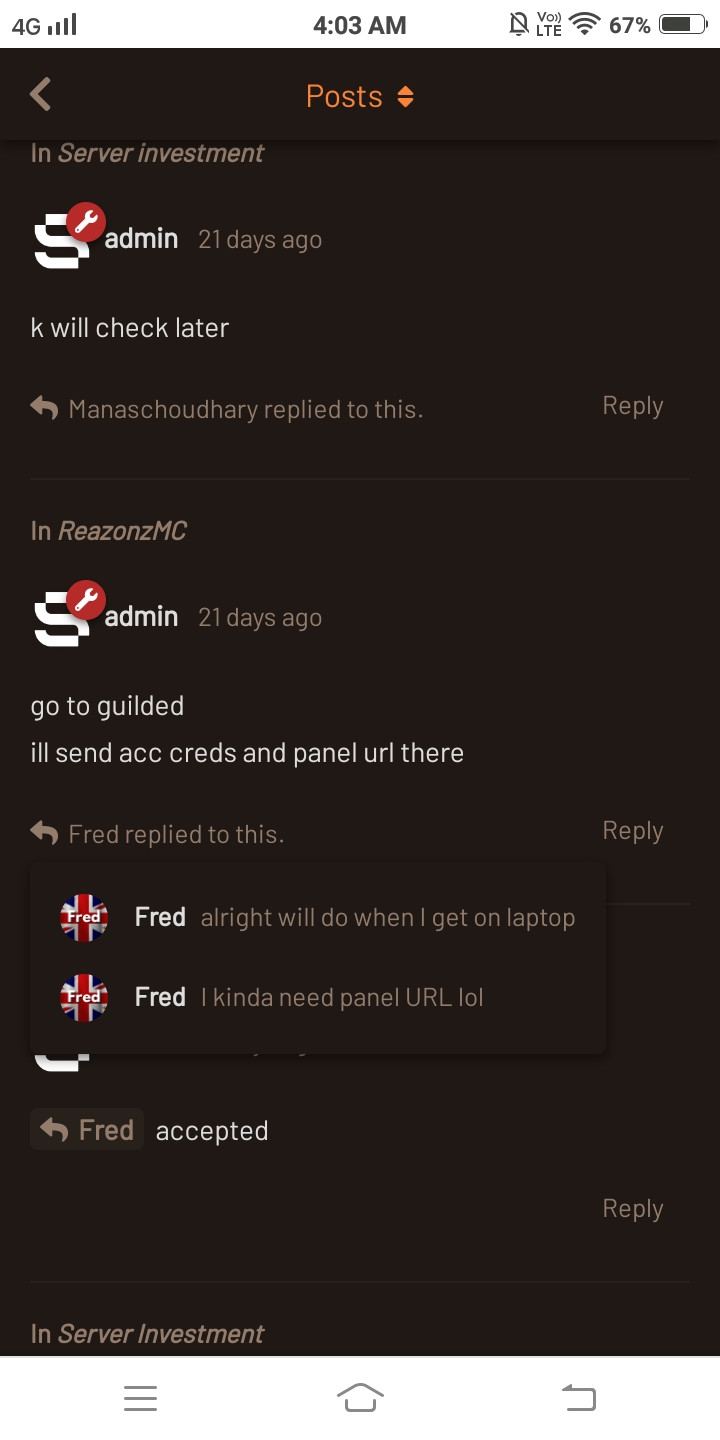 4G 4:03 AM Vo)) LTE 67%
Posts
In Server investment
admin 21 days ago
k will check later
Manaschoudhary replied to this. Reply
In ReazonzMC
admin 21 days ago
go to guilded
ill send acc creds and panel url there
Fred replied to this. Reply
Fred Fred alright will do when I get on laptop
Fred Fred I kinda need panel URL lol
Fred accepted
Reply
In Server Investment